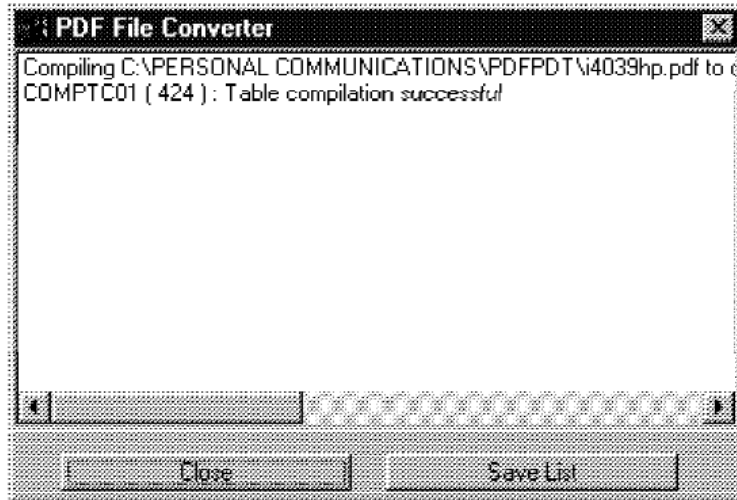 PDF File Converter
Compiling C:\PERSONAL COMMUNICATIONS\PDFPDT\i4039hp.pdf to
COMPTC01 ( 424 ) : Table compilation successful
Close
Save List